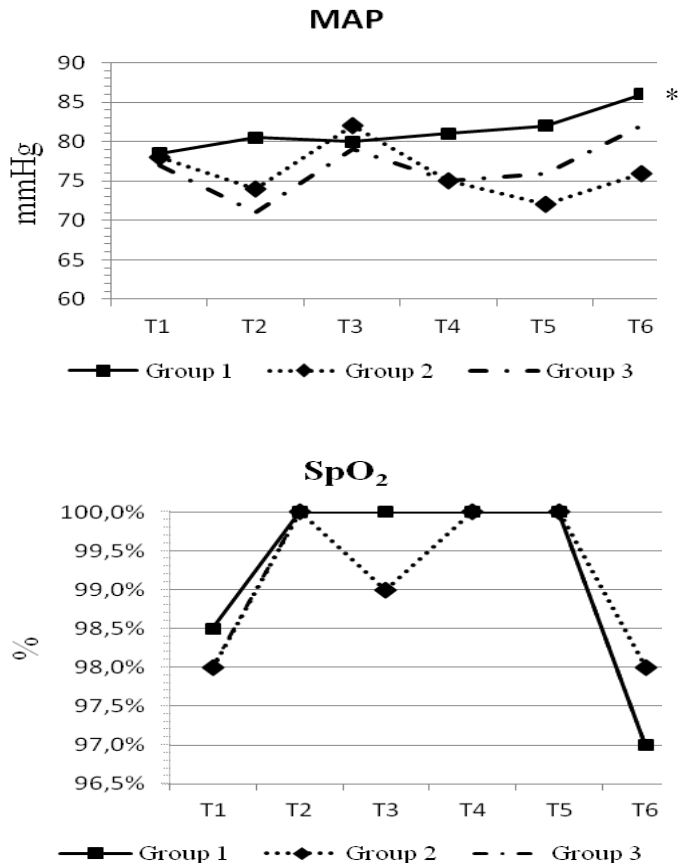 MAP
90
85
80
75
70
65
60
mmHg
*
T1 T2 T3 T4 T5 T6
Group 1 Group 2 Group 3
SpO₂
100,0%
99,5%
99,0%
98,5%
98,0%
97,5%
97,0%
96,5%
%
T1 T2 T3 T4 T5 T6
Group 1 Group 2 Group 3